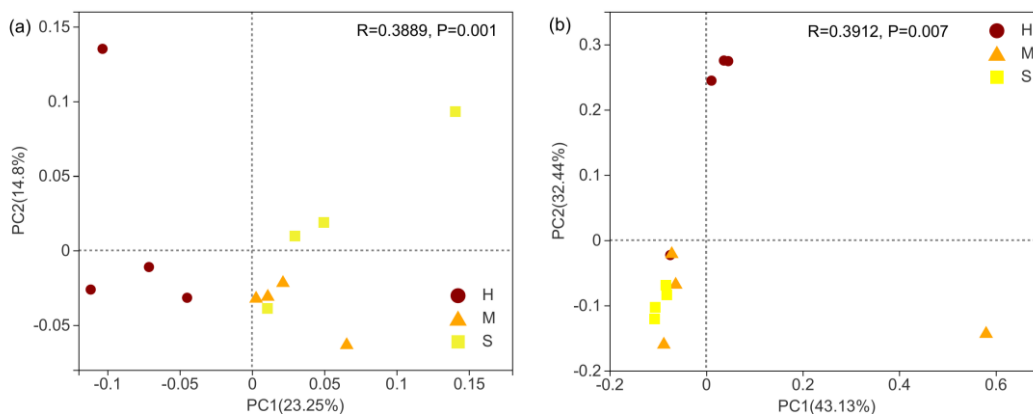 (a)
R=0.3889, P=0.001
0.15
0.1
0.05
0
-0.05
PC2(14.8%)
-0.1
-0.05
0
0.05
0.1
0.15
PC1(23.25%)
H
M
S
(b)
R=0.3912, P=0.007
H
M
S
0.3
0.2
0.1
0
-0.1
-0.2
PC2(32.44%)
-0.2
0
0.2
0.4
0.6
PC1(43.13%)